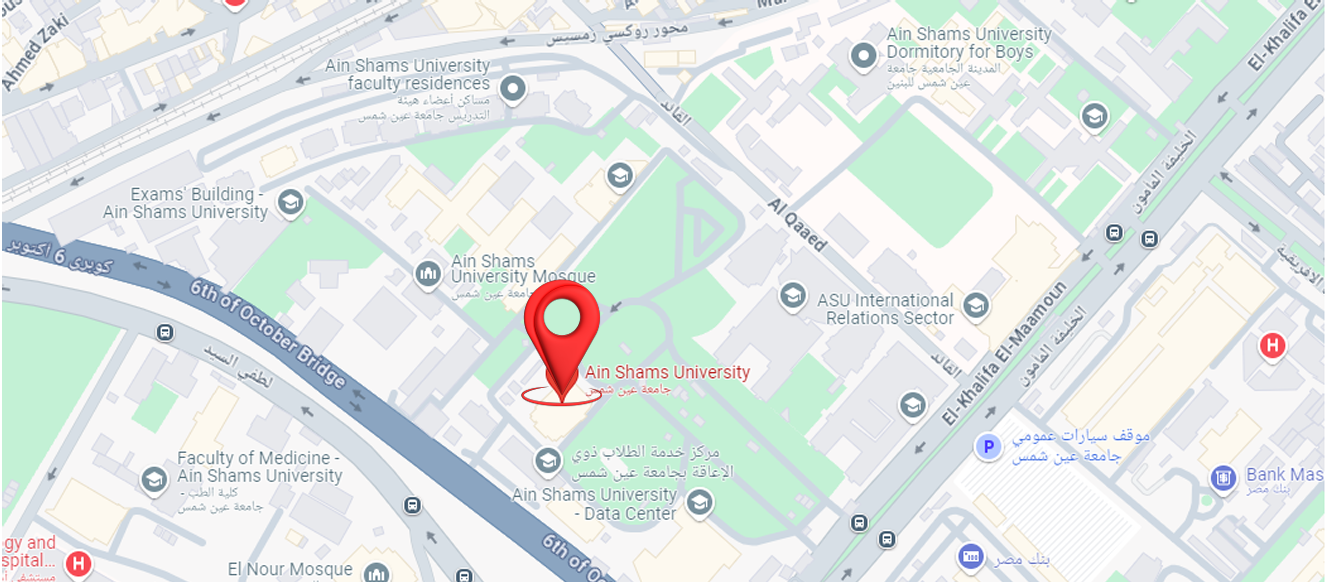 Ahmed Zaki
محور روكسي رمسيس
Ain Shams University
Dormitory for Boys
المدينة الجامعية جامعة
عين شمس للبنين
El-Khalifa El
Ain Shams University
faculty residences
مساكن أعضاء هيئة
التدريس جامعة عين شمس
القائد
الخليفة المأمون
Exams' Building -
Ain Shams University
Al Qaaed
كوبري 6 اكتوبر
6th of October Bridge
Ain Shams
University Mosque
جامعة عين شمس
ASU International
Relations Sector
El-Khalifa El-Maamoun
الخليفة المأمون
لطفي السيد
القائد
H
Ain Shams University
جامعة عين شمس
موقف سيارات عمومي
جامعة عين شمس
P
مركز خدمة الطلاب ذوي
الإعاقة بجامعة عين شمس
Faculty of Medicine -
Ain Shams University
كلية الطب -
جامعة عين شمس
Bank Mas
بنك مصر
Ain Shams University
- Data Center
6th of O
gy and
spital...
H
El Nour Mosque
بنك مصر